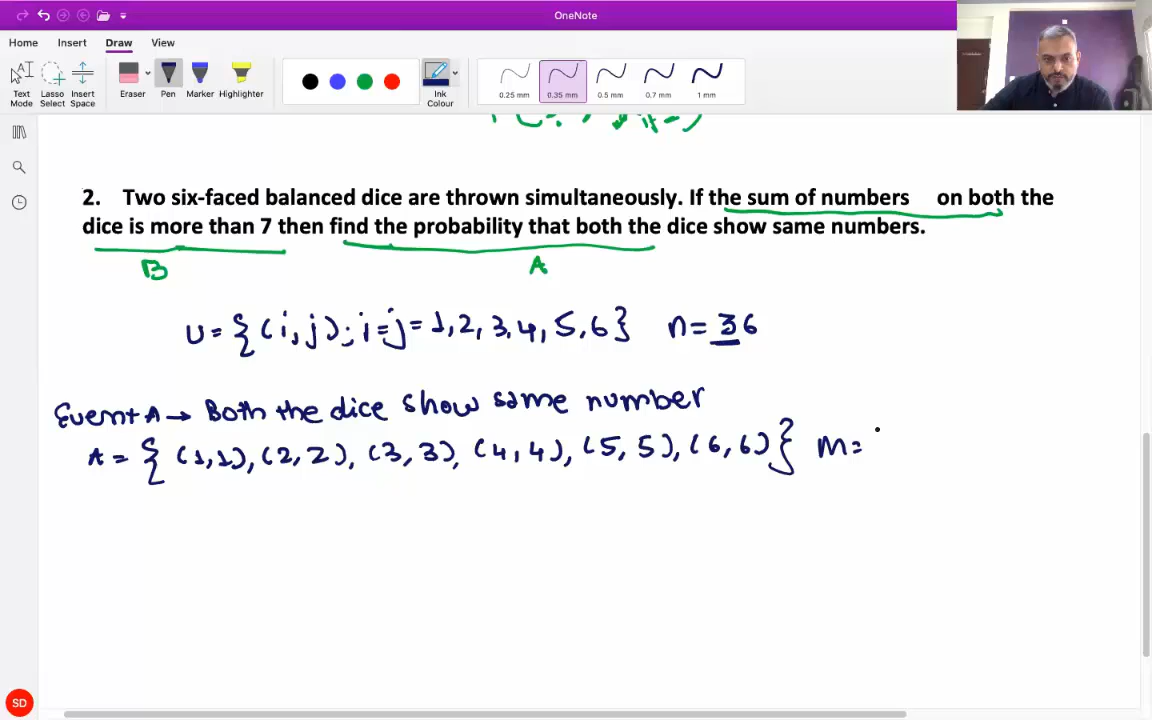 OneNote
Home Insert Draw View
Text Mode Lasso Select Insert Space Eraser Pen Marker Highlighter Ink Colour 0.25 mm 0.35 mm 0.5 mm 0.7 mm 1 mm
2. Two six-faced balanced dice are thrown simultaneously. If the sum of numbers on both the
dice is more than 7 then find the probability that both the dice show same numbers.
B A
U = {(i, j); i=j= 1, 2, 3, 4, 5, 6} n = 36
Event A → Both the dice show same number
A = { (1,1), (2,2), (3,3), (4,4), (5,5), (6,6) } m =
SD